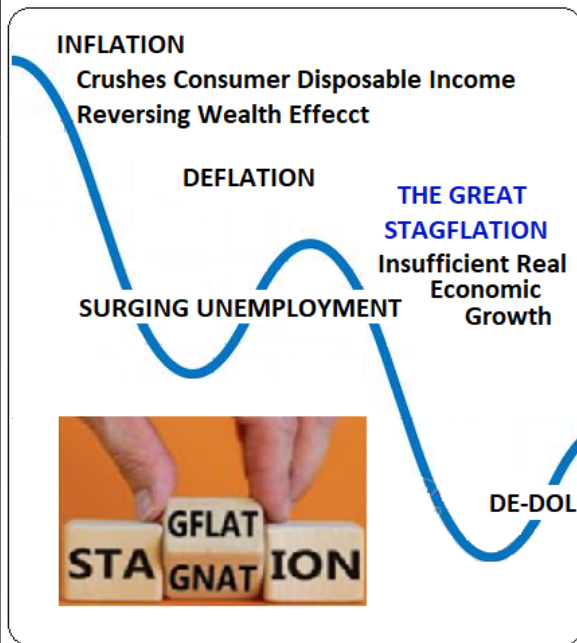 INFLATION
Crushes Consumer Disposable Income
Reversing Wealth Effecct
DEFLATION
THE GREAT
STAGFLATION
Insufficient Real
Economic
Growth
SURGING UNEMPLOYMENT
DE-DOL
GFLAT
STA GNAT ION